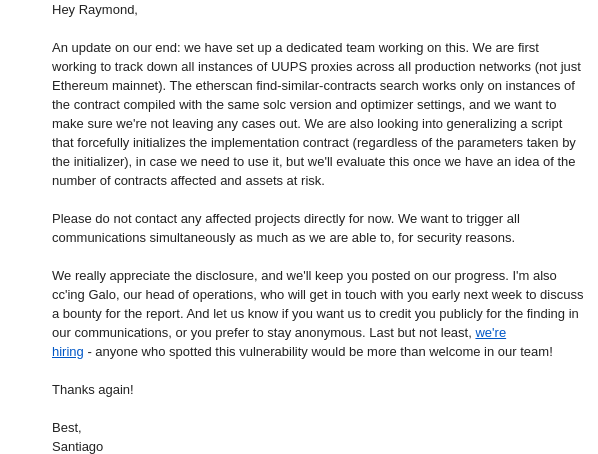 Hey Raymond,
An update on our end: we have set up a dedicated team working on this. We are first
working to track down all instances of UUPS proxies across all production networks (not just
Ethereum mainnet). The etherscan find-similar-contracts search works only on instances of
the contract compiled with the same solc version and optimizer settings, and we want to
make sure we're not leaving any cases out. We are also looking into generalizing a script
that forcefully initializes the implementation contract (regardless of the parameters taken by
the initializer), in case we need to use it, but we'll evaluate this once we have an idea of the
number of contracts affected and assets at risk.
Please do not contact any affected projects directly for now. We want to trigger all
communications simultaneously as much as we are able to, for security reasons.
We really appreciate the disclosure, and we'll keep you posted on our progress. I'm also
cc'ing Galo, our head of operations, who will get in touch with you early next week to discuss
a bounty for the report. And let us know if you want us to credit you publicly for the finding in
our communications, or you prefer to stay anonymous. Last but not least, we're
hiring - anyone who spotted this vulnerability would be more than welcome in our team!
Thanks again!
Best,
Santiago